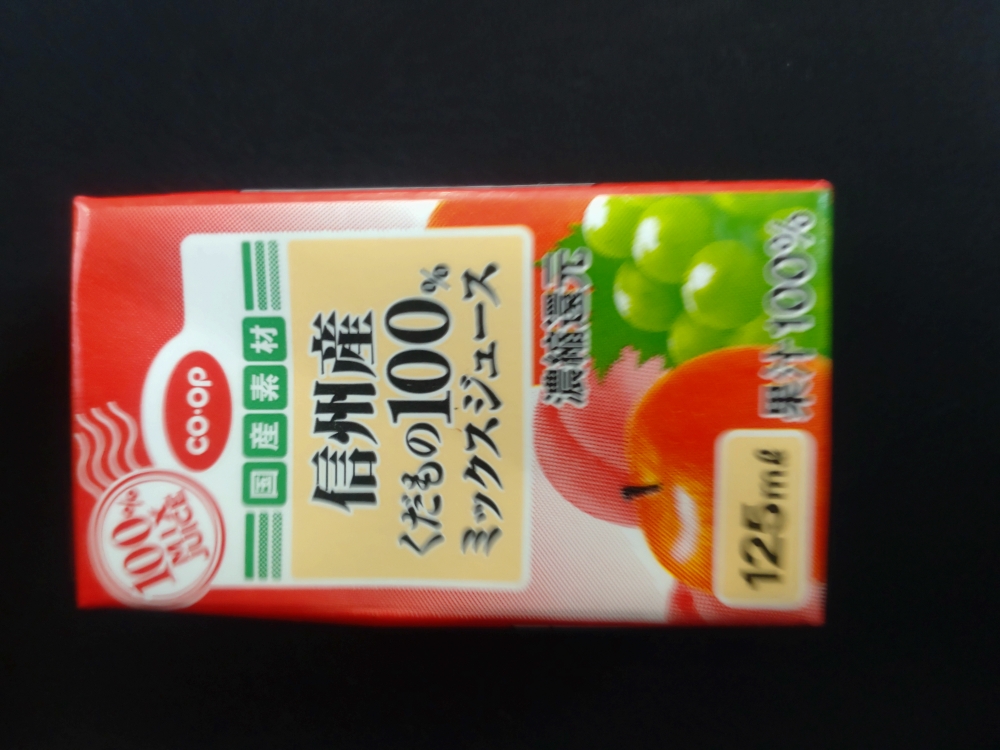 100%
MIX
JUICE
co·op
国産素材
信州産
くだもの100%
ミックスジュース
濃縮還元
125ml
果汁100%